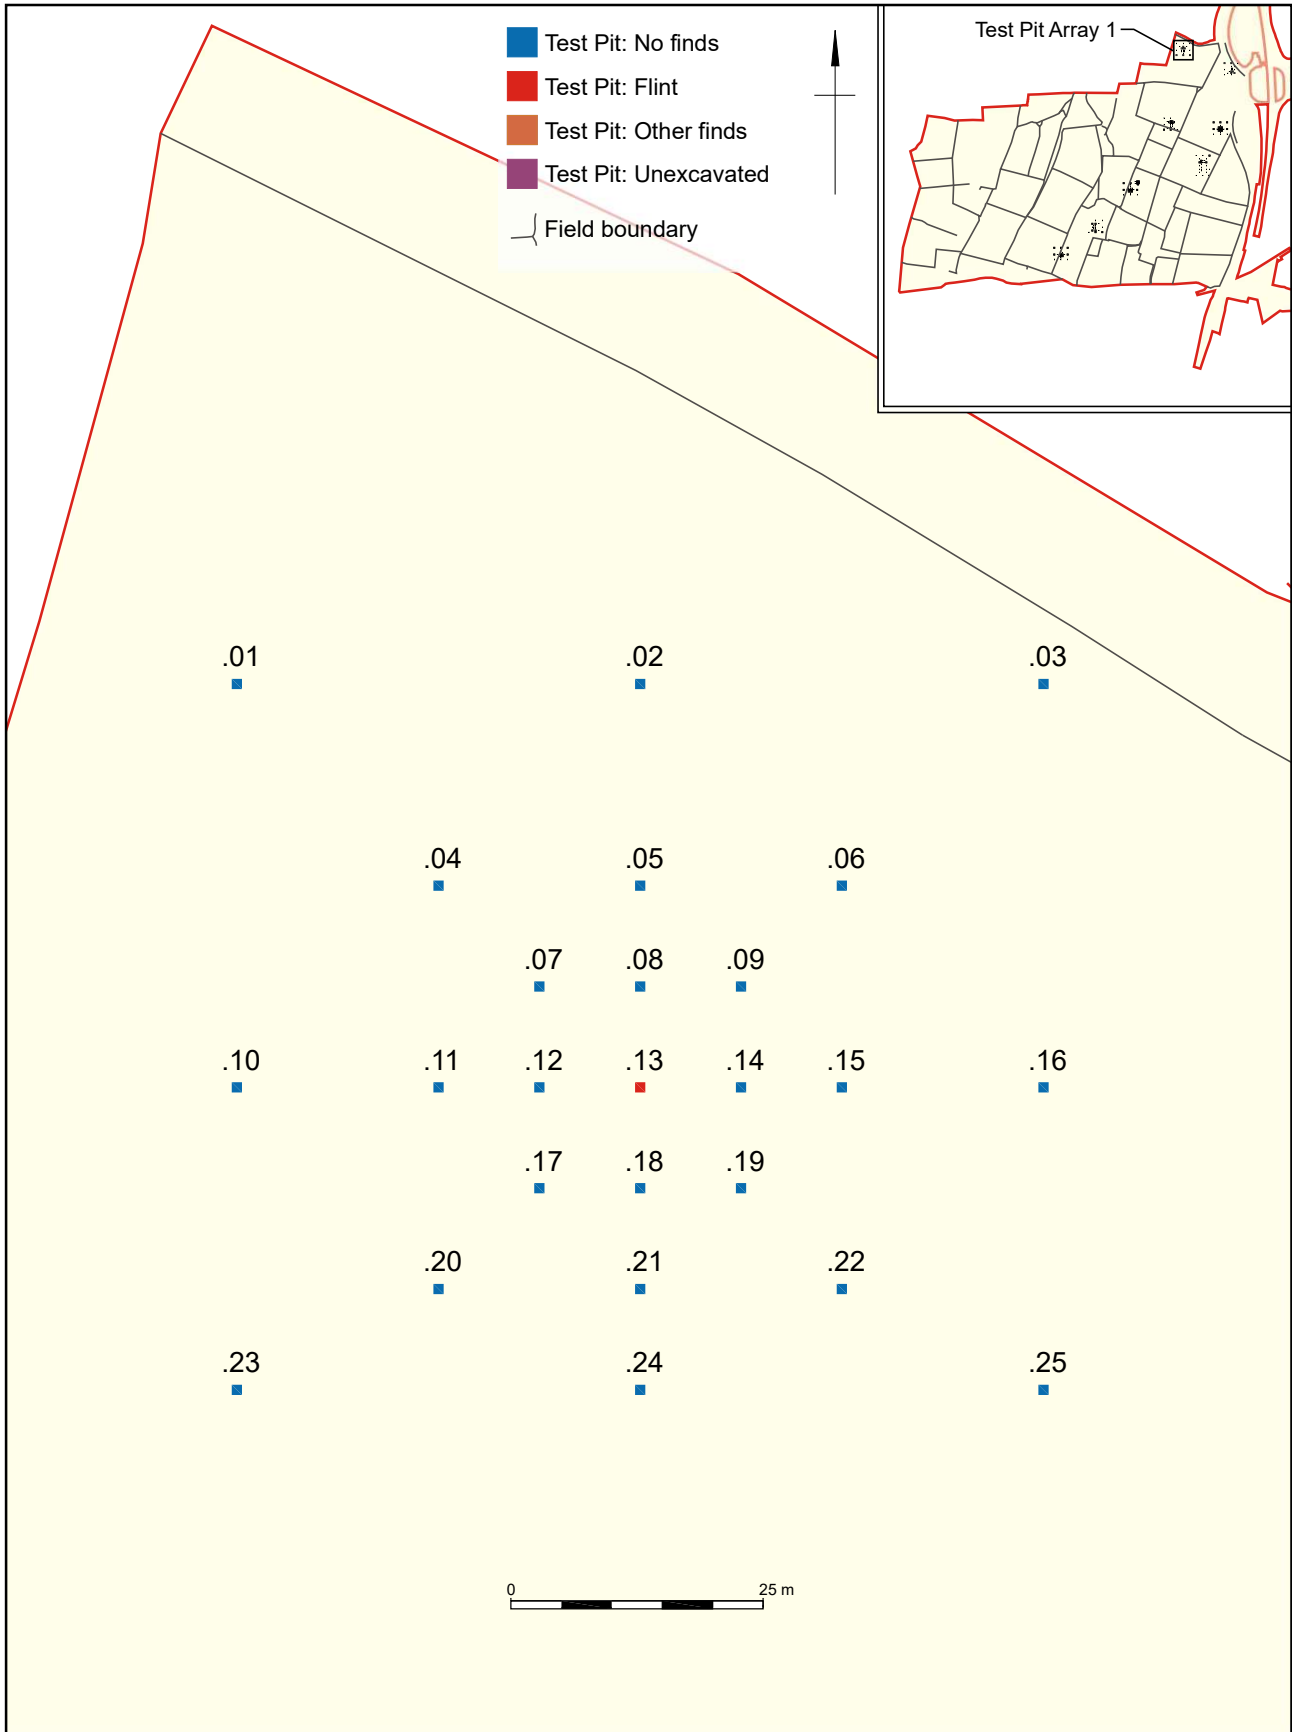 Test Pit: No finds
Test Pit: Flint
Test Pit: Other finds
Test Pit: Unexcavated
Field boundary
Test Pit Array 1
.01 .02 .03
.04 .05 .06
.07 .08 .09
.10 .11 .12 .13 .14 .15 .16
.17 .18 .19
.20 .21 .22
.23 .24 .25
0 25 m